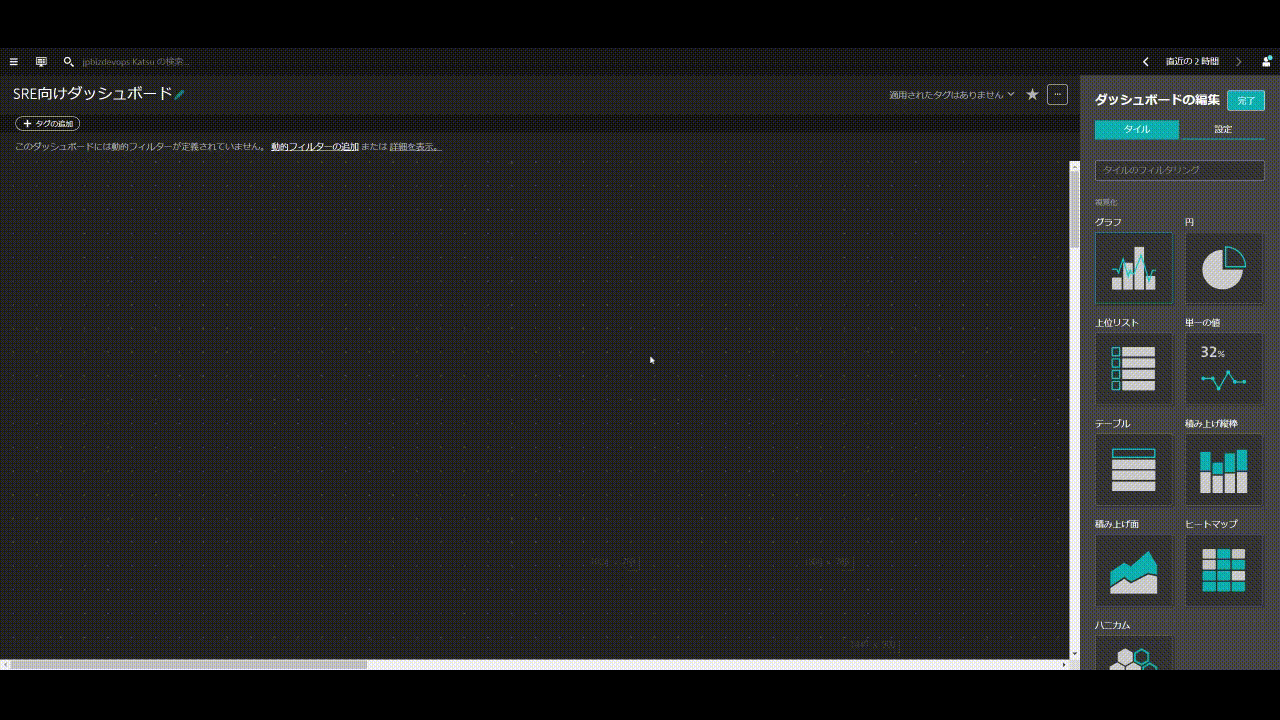 jpbizdevops Katsu の検索...
直近の 2 時間
SRE向けダッシュボード
適用されたタグはありません
ダッシュボードの編集
完了
タグの追加
タイル
設定
このダッシュボードには動的フィルターが定義されていません。 動的フィルターの追加 または 詳細を表示。
タイルのフィルタリング
視覚化
グラフ
円
上位リスト
単一の値
32%
テーブル
積み上げ縦棒
積み上げ面
ヒートマップ
ハニカム